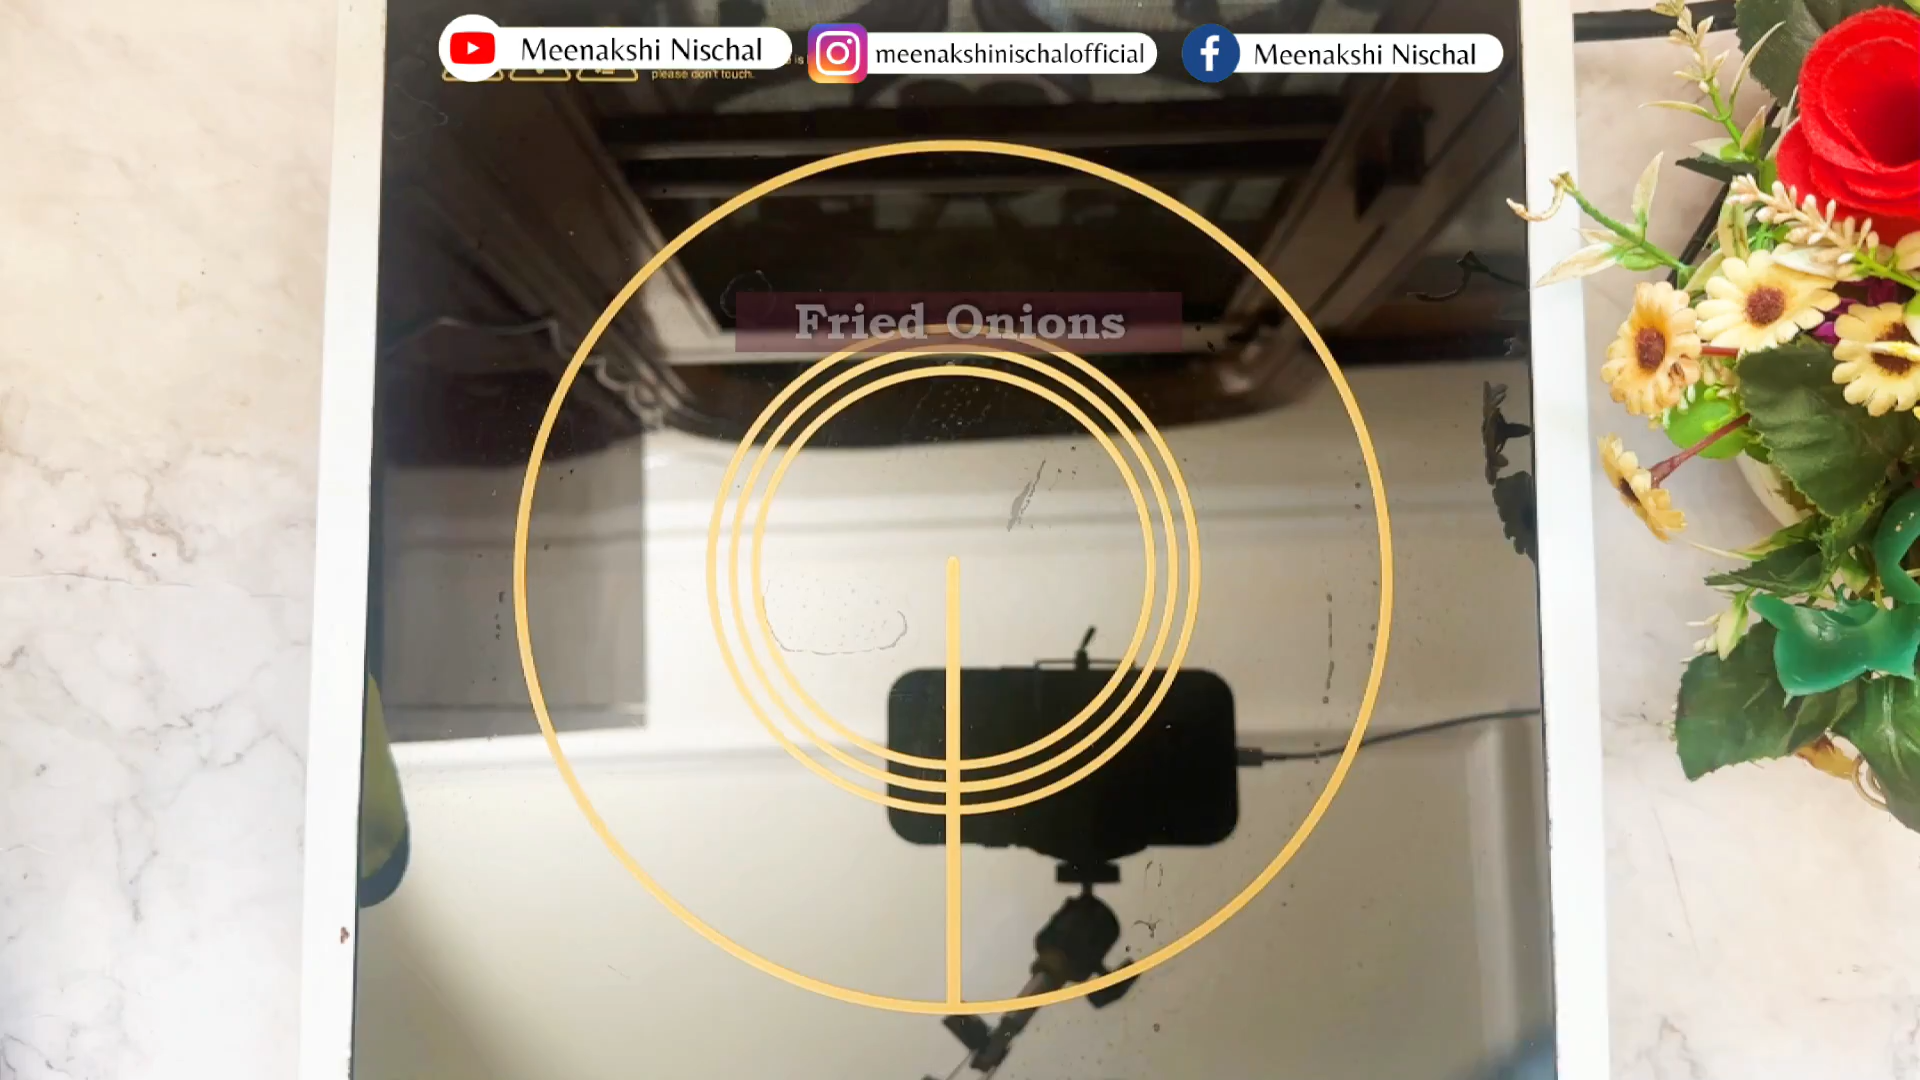 Meenakshi Nischal
meenakshinischalofficial
Meenakshi Nischal
please don't touch.
Fried Onions